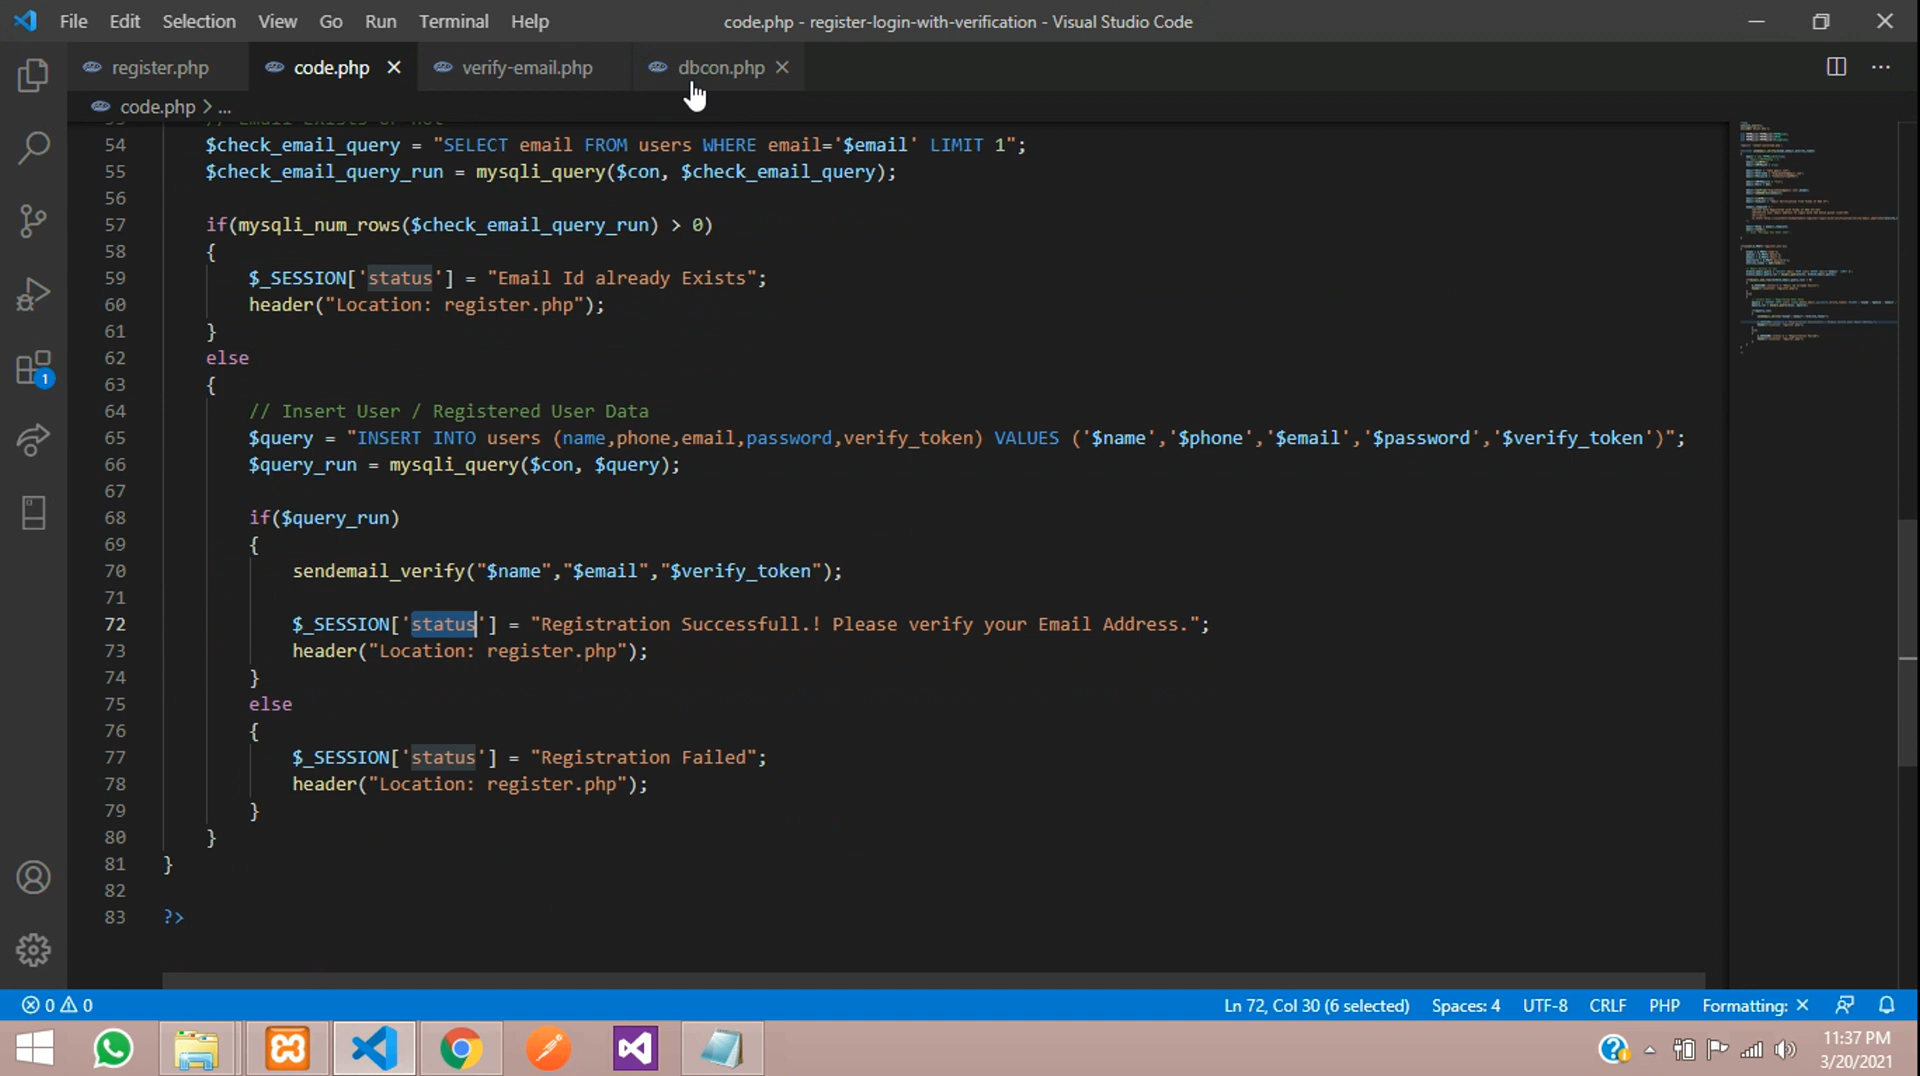 File Edit Selection View Go Run Terminal Help code.php - register-login-with-verification - Visual Studio Code
register.php code.php verify-email.php dbcon.php
code.php > ...
54 $check_email_query = "SELECT email FROM users WHERE email='$email' LIMIT 1";
55 $check_email_query_run = mysqli_query($con, $check_email_query);
56
57 if(mysqli_num_rows($check_email_query_run) > 0)
58 {
59 $_SESSION['status'] = "Email Id already Exists";
60 header("Location: register.php");
61 }
62 else
63 {
64 // Insert User / Registered User Data
65 $query = "INSERT INTO users (name,phone,email,password,verify_token) VALUES ('$name','$phone','$email','$password','$verify_token')";
66 $query_run = mysqli_query($con, $query);
67
68 if($query_run)
69 {
70 sendemail_verify("$name","$email","$verify_token");
71
72 $_SESSION['status'] = "Registration Successfull.! Please verify your Email Address.";
73 header("Location: register.php");
74 }
75 else
76 {
77 $_SESSION['status'] = "Registration Failed";
78 header("Location: register.php");
79 }
80 }
81 }
82
83 ?>
1
0 0 Ln 72, Col 30 (6 selected) Spaces: 4 UTF-8 CRLF PHP Formatting: ×
11:37 PM
3/20/2021